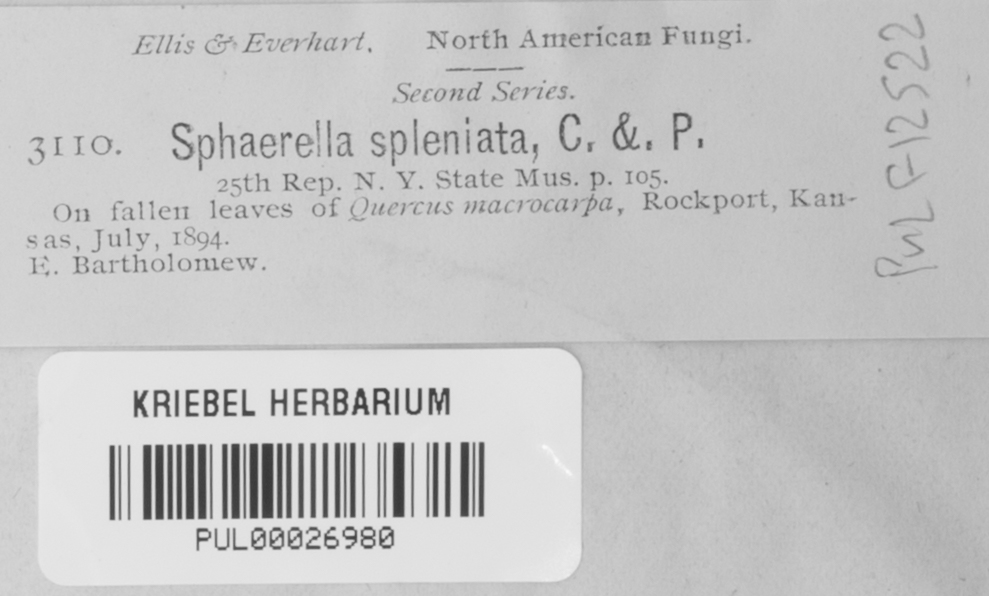 Ellis & Everhart. North American Fungi.
Second Series.
3110. Sphaerella spleniata, C. &. P.
25th Rep. N. Y. State Mus. p. 105.
On fallen leaves of Quercus macrocarpa, Rockport, Kan-
sas, July, 1894.
E. Bartholomew.
PUL F12522
KRIEBEL HERBARIUM
PUL00026980